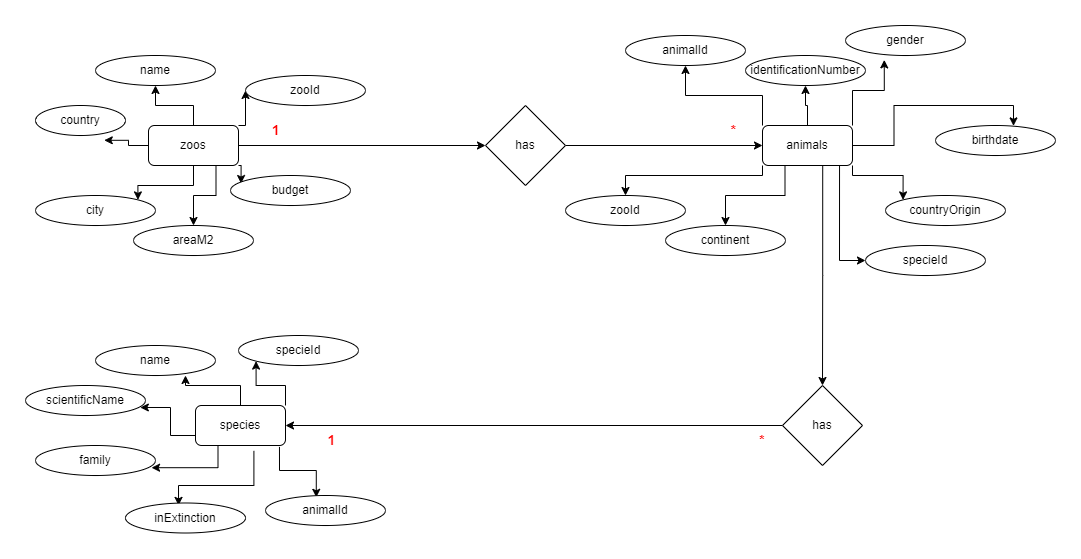 gender
animalId
name
identificationNumber
zooId
country
1
*
birthdate
zoos
has
animals
budget
city
zooId
countryOrigin
areaM2
continent
specieId
specieId
name
scientificName
species
has
1
*
family
animalId
inExtinction